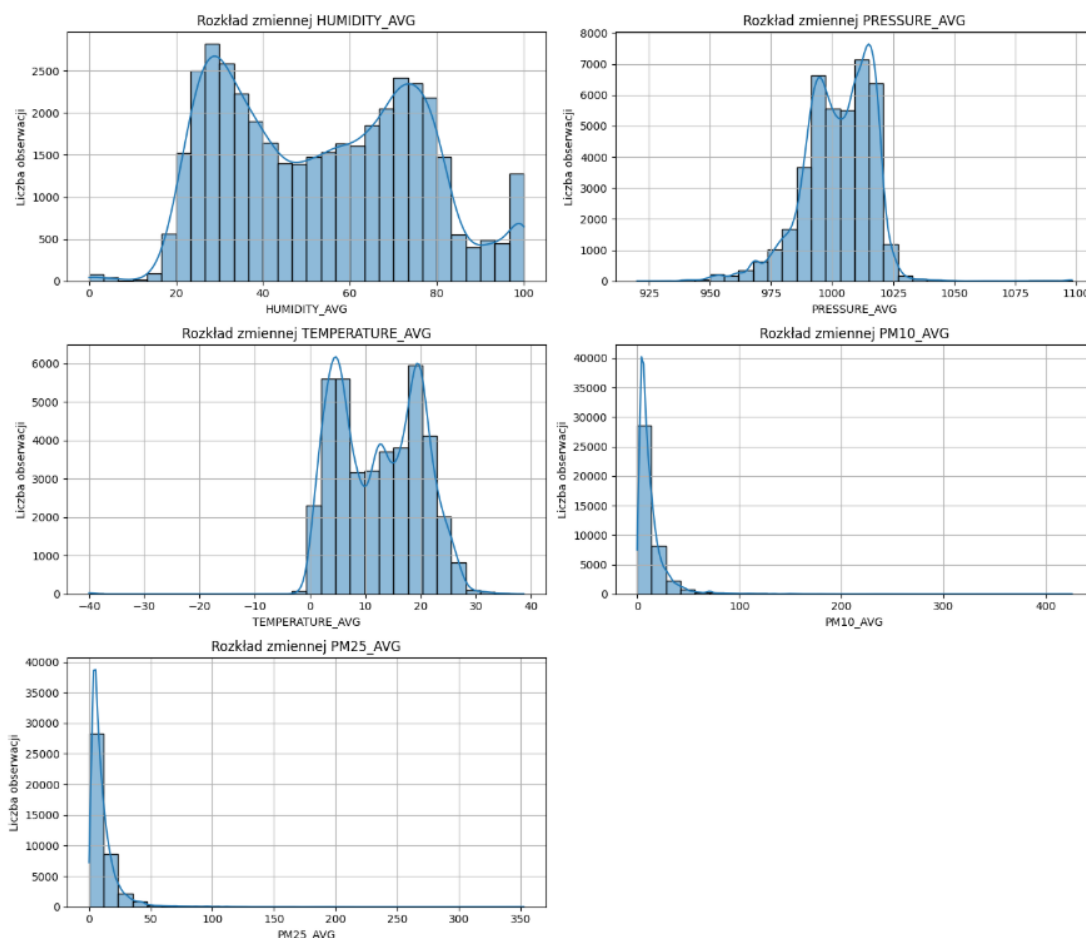 Rozkład zmiennej HUMIDITY_AVG
Liczba obserwacji
2500
2000
1500
1000
500
0
0 20 40 60 80 100
HUMIDITY_AVG
Rozkład zmiennej PRESSURE_AVG
Liczba obserwacji
8000
7000
6000
5000
4000
3000
2000
1000
0
925 950 975 1000 1025 1050 1075 1100
PRESSURE_AVG
Rozkład zmiennej TEMPERATURE_AVG
Liczba obserwacji
6000
5000
4000
3000
2000
1000
0
−40 −30 −20 −10 0 10 20 30 40
TEMPERATURE_AVG
Rozkład zmiennej PM10_AVG
Liczba obserwacji
40000
35000
30000
25000
20000
15000
10000
5000
0
0 100 200 300 400
PM10_AVG
Rozkład zmiennej PM25_AVG
Liczba obserwacji
40000
35000
30000
25000
20000
15000
10000
5000
0
0 50 100 150 200 250 300 350
PM25_AVG